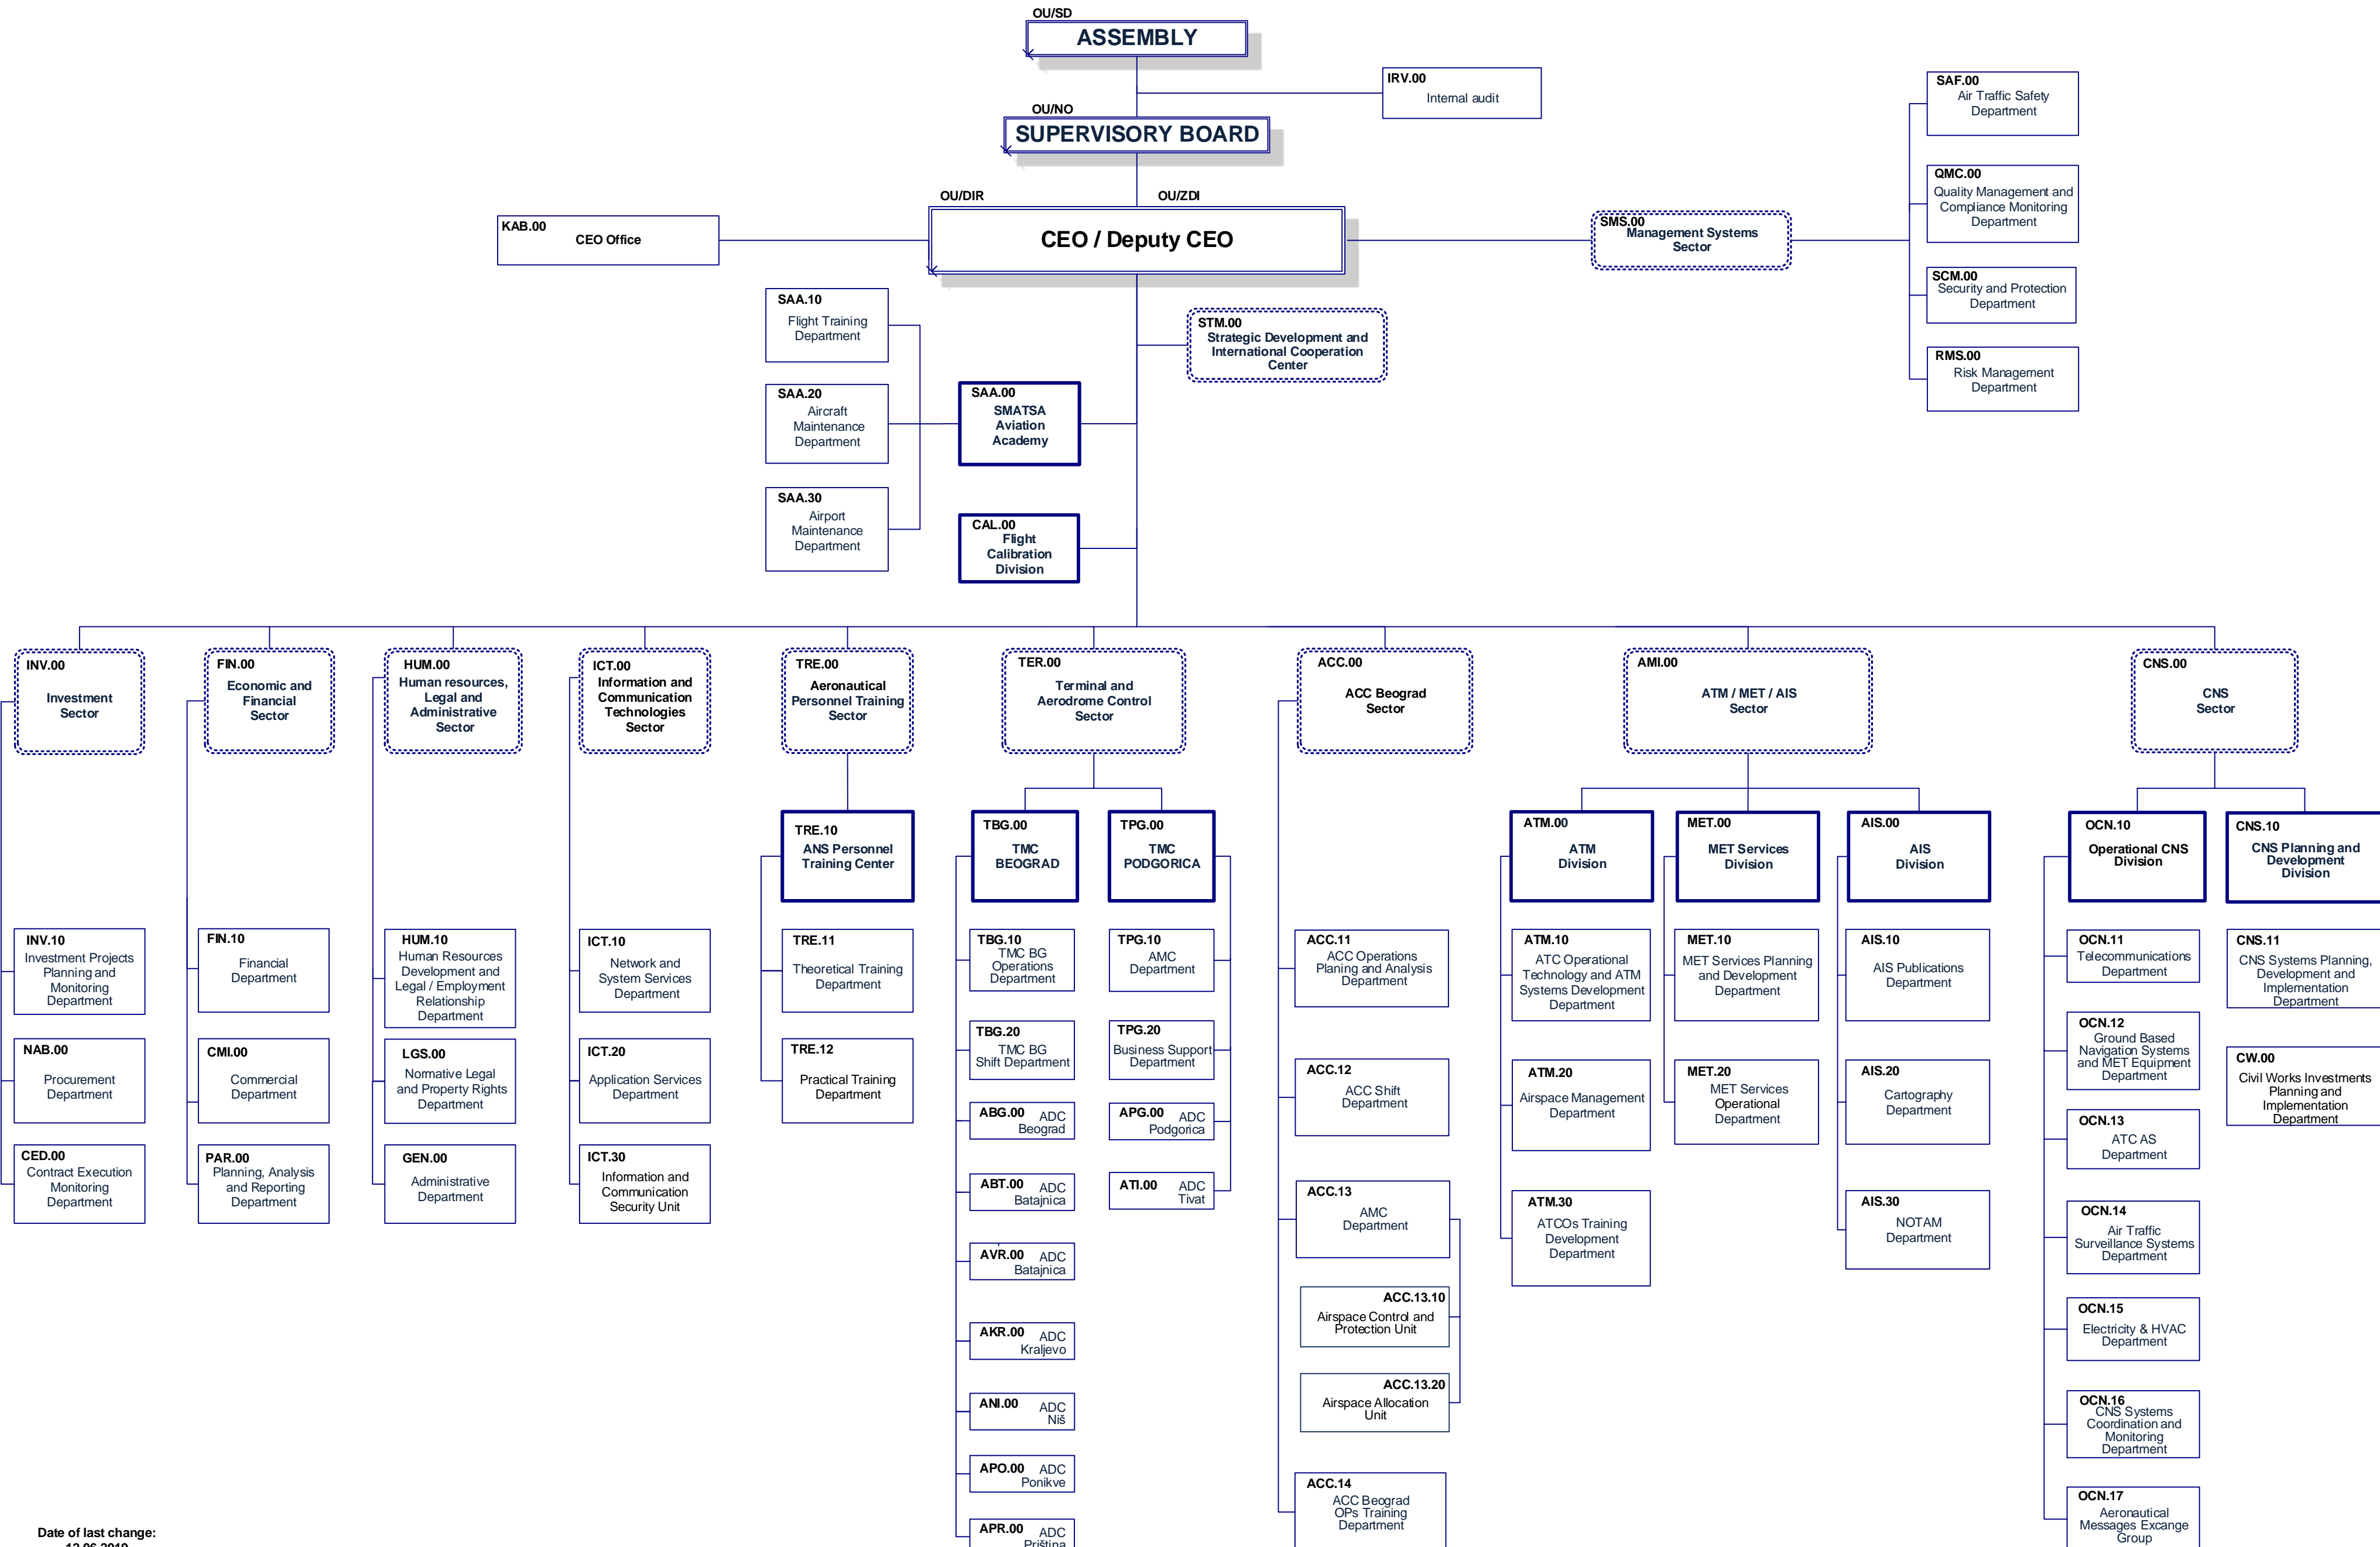 OU/SD
ASSEMBLY
IRV.00
Internal audit
OU/NO
SUPERVISORY BOARD
OU/DIR
OU/ZDI
CEO / Deputy CEO
KAB.00
CEO Office
SMS.00
Management Systems
Sector
SAF.00
Air Traffic Safety
Department
QMC.00
Quality Management and
Compliance Monitoring
Department
SCM.00
Security and Protection
Department
RMS.00
Risk Management
Department
STM.00
Strategic Development and
International Cooperation
Center
SAA.10
Flight Training
Department
SAA.20
Aircraft
Maintenance
Department
SAA.30
Airport
Maintenance
Department
SAA.00
SMATSA
Aviation
Academy
CAL.00
Flight
Calibration
Division
INV.00
Investment
Sector
INV.10
Investment Projects
Planning and
Monitoring
Department
NAB.00
Procurement
Department
CED.00
Contract Execution
Monitoring
Department
FIN.00
Economic and
Financial
Sector
FIN.10
Financial
Department
CMI.00
Commercial
Department
PAR.00
Planning, Analysis
and Reporting
Department
HUM.00
Human resources,
Legal and
Administrative
Sector
HUM.10
Human Resources
Development and
Legal / Employment
Relationship
Department
LGS.00
Normative Legal
and Property Rights
Department
GEN.00
Administrative
Department
ICT.00
Information and
Communication
Technologies
Sector
ICT.10
Network and
System Services
Department
ICT.20
Application Services
Department
ICT.30
Information and
Communication
Security Unit
TRE.00
Aeronautical
Personnel Training
Sector
TRE.10
ANS Personnel
Training Center
TRE.11
Theoretical Training
Department
TRE.12
Practical Training
Department
TER.00
Terminal and
Aerodrome Control
Sector
TBG.00
TMC
BEOGRAD
TBG.10
TMC BG
Operations
Department
TBG.20
TMC BG
Shift Department
ABG.00 ADC
Beograd
ABT.00 ADC
Batajnica
AVR.00 ADC
Batajnica
AKR.00 ADC
Kraljevo
ANI.00 ADC
Niš
APO.00 ADC
Ponikve
APR.00 ADC
Priština
TPG.00
TMC
PODGORICA
TPG.10
AMC
Department
TPG.20
Business Support
Department
APG.00 ADC
Podgorica
ATI.00 ADC
Tivat
ACC.00
ACC Beograd
Sector
ACC.11
ACC Operations
Planing and Analysis
Department
ACC.12
ACC Shift
Department
ACC.13
AMC
Department
ACC.13.10
Airspace Control and
Protection Unit
ACC.13.20
Airspace Allocation
Unit
ACC.14
ACC Beograd
OPs Training
Department
AMI.00
ATM / MET / AIS
Sector
ATM.00
ATM
Division
ATM.10
ATC Operational
Technology and ATM
Systems Development
Department
ATM.20
Airspace Management
Department
ATM.30
ATCOs Training
Development
Department
MET.00
MET Services
Division
MET.10
MET Services Planning
and Development
Department
MET.20
MET Services
Operational
Department
AIS.00
AIS
Division
AIS.10
AIS Publications
Department
AIS.20
Cartography
Department
AIS.30
NOTAM
Department
CNS.00
CNS
Sector
OCN.10
Operational CNS
Division
OCN.11
Telecommunications
Department
OCN.12
Ground Based
Navigation Systems
and MET Equipment
Department
OCN.13
ATC AS
Department
OCN.14
Air Traffic
Surveillance Systems
Department
OCN.15
Electricity & HVAC
Department
OCN.16
CNS Systems
Coordination and
Monitoring
Department
OCN.17
Aeronautical
Messages Excange
Group
CNS.10
CNS Planning and
Development
Division
CNS.11
CNS Systems Planning,
Development and
Implementation
Department
CW.00
Civil Works Investments
Planning and
Implementation
Department
Date of last change:
12.06.2019